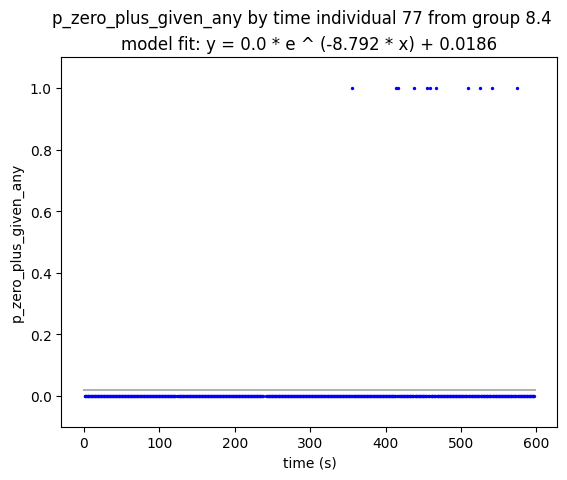 p_zero_plus_given_any by time individual 77 from group 8.4
model fit: y = 0.0 * e ^ (-8.792 * x) + 0.0186
1.0
0.8
0.6
0.4
0.2
0.0
p_zero_plus_given_any
0 100 200 300 400 500 600
time (s)